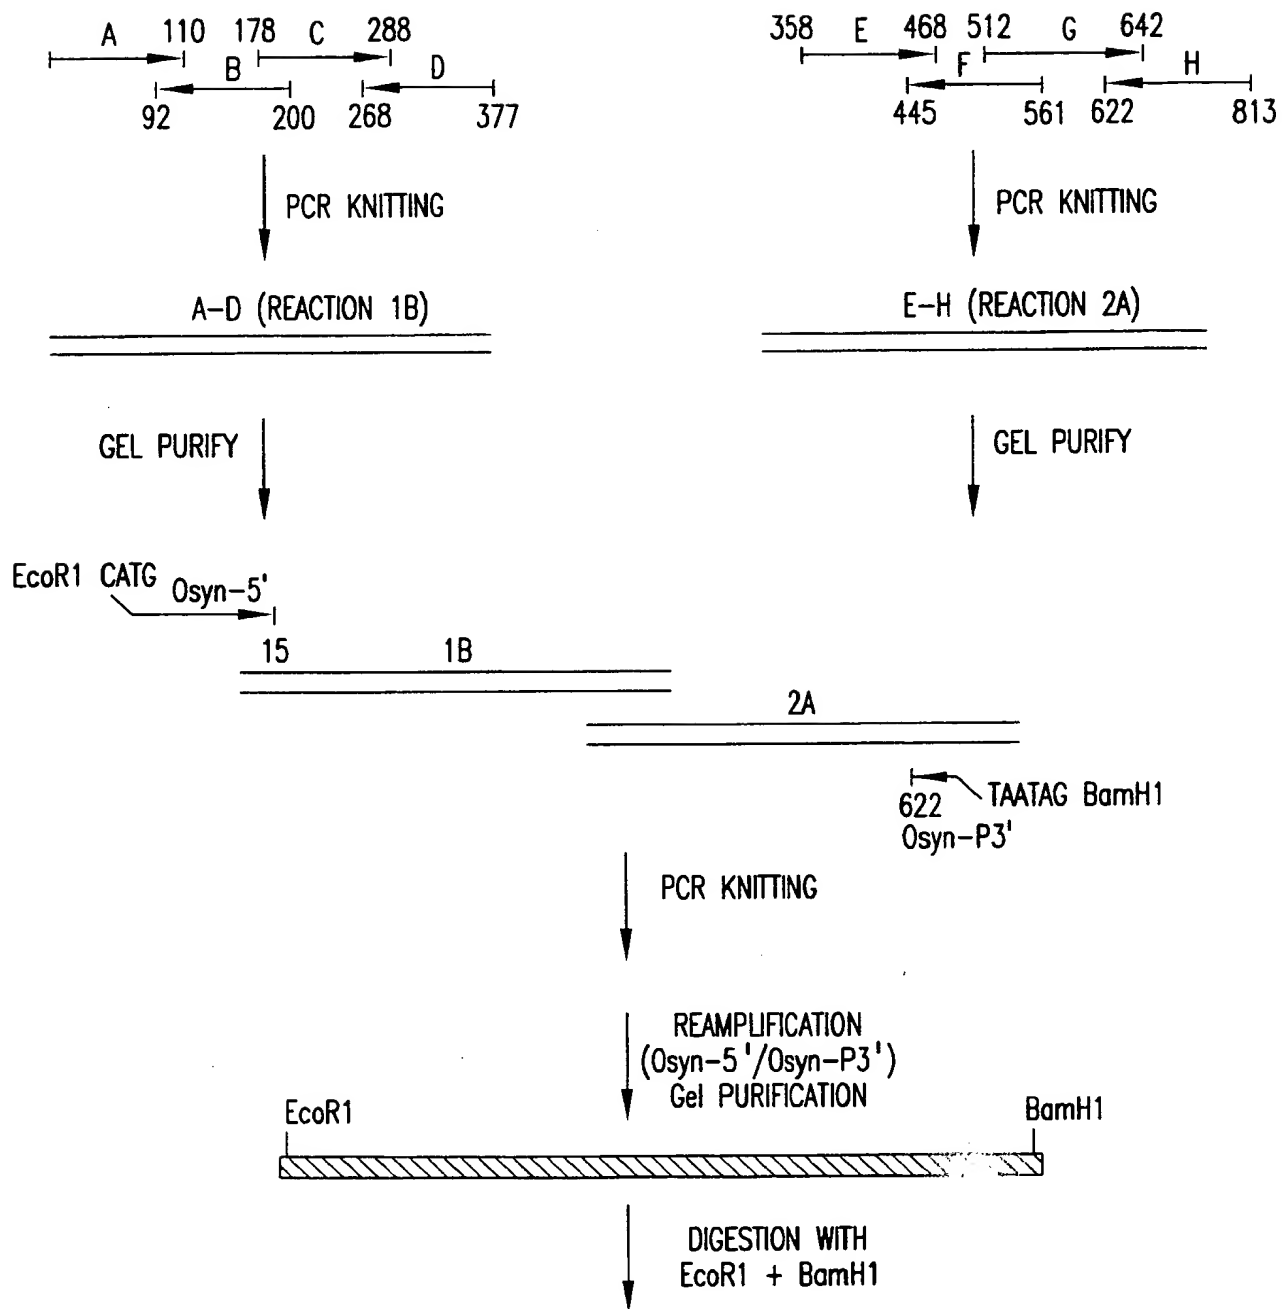 A 110 178 C 288
B D
92 200 268 377
358 E 468 512 G 642
F H
445 561 622 813
PCR KNITTING
PCR KNITTING
A-D (REACTION 1B)
E-H (REACTION 2A)
GEL PURIFY
GEL PURIFY
EcoR1 CATG Osyn-5'
15 1B
2A
622 TAATAG BamH1
Osyn-P3'
PCR KNITTING
REAMPLIFICATION
(Osyn-5'/Osyn-P3')
Gel PURIFICATION
EcoR1
BamH1
DIGESTION WITH
EcoR1 + BamH1